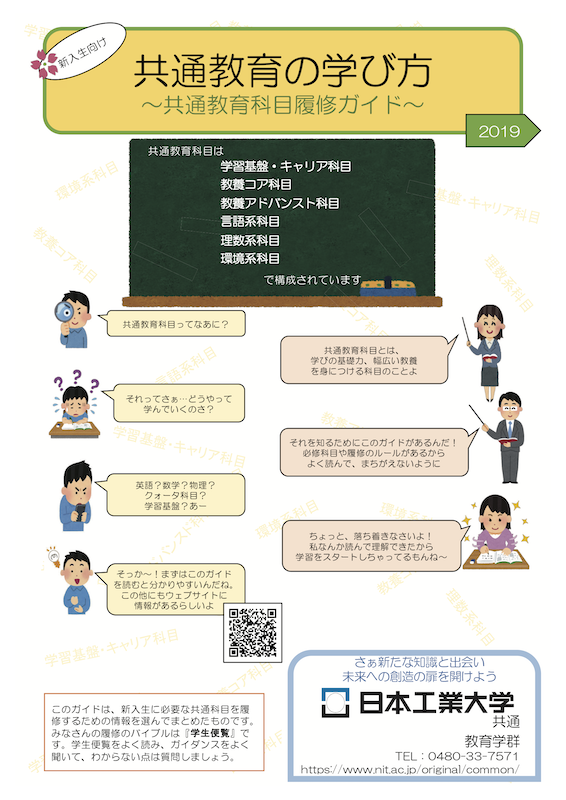 新入生向け
共通教育の学び方
～共通教育科目履修ガイド～
2019
共通教育科目は
学習基盤・キャリア科目
教養コア科目
教養アドバンスト科目
言語系科目
理数系科目
環境系科目
で構成されています
共通教育科目ってなあに？
共通教育科目とは、
学びの基礎力、幅広い教養
を身につける科目のことよ
それってさぁ…どうやって
学んでいくのさ？
それを知るためにこのガイドがあるんだ！
必修科目や履修のルールがあるから
よく読んで、まちがえないように
英語？数学？物理？
クォータ科目？
学習基盤？あー
ちょっと、落ち着きなさいよ！
私なんか読んで理解できたから
学習をスタートしちゃってるもんね～
そっか～！まずはこのガイド
を読むと分かりやすいんだね。
この他にもウェブサイトに
情報があるらしいよ
このガイドは、新入生に必要な共通科目を履
修するための情報を選んでまとめたものです。
みなさんの履修のバイブルは『学生便覧』で
す。学生便覧をよく読み、ガイダンスをよく
聞いて、わからない点は質問しましょう。
さぁ新たな知識と出会い
未来への創造の扉を開けよう
日本工業大学
共通
教育学群
TEL：0480-33-7571
https://www.nit.ac.jp/original/common/
環境系科目
基盤・キャリア科目
教養コア科目
理数系科目
言語系科目
学習基盤・キャリア科目
環境系科目
理数系科目
学習基盤・キャリア科目